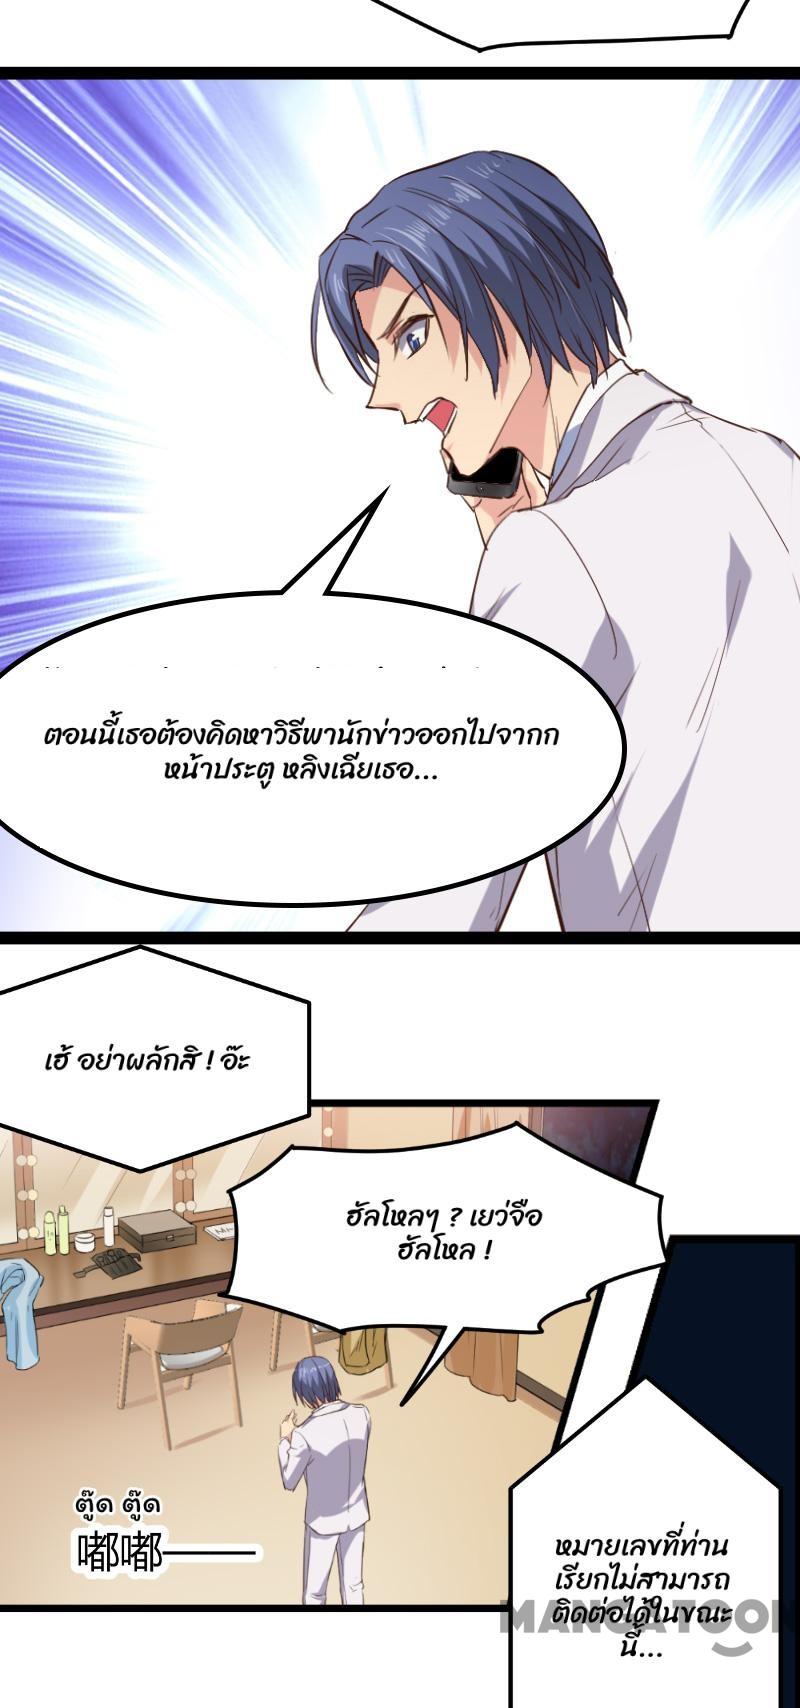 ตอนนี้เธอต้องคิดหาวิธีพานักข่าวออกไปจากก
หน้าประตู หลิงเฉี่ยเธอ...
เฮ้ อย่าผลักสิ ! อ๊ะ
ฮัลโหลๆ ? เยว่จือ
ฮัลโหล !
ตู๊ด ตู๊ด
嘟嘟——
หมายเลขที่ท่าน
เรียกไม่สามารถ
ติดต่อได้ในขณะ
นี้...
MANGATOON